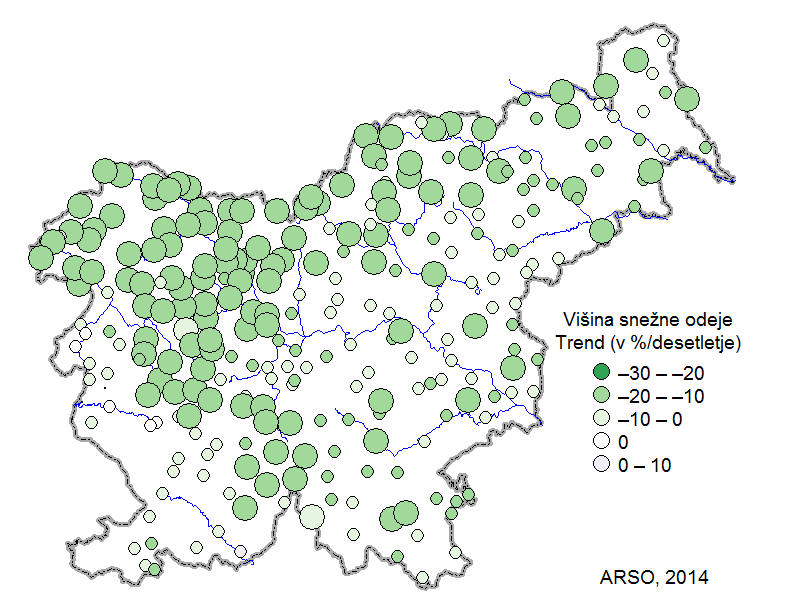 Višina snežne odeje
Trend (v %/desetletje)
–30 – –20
–20 – –10
–10 – 0
0
0 – 10
ARSO, 2014